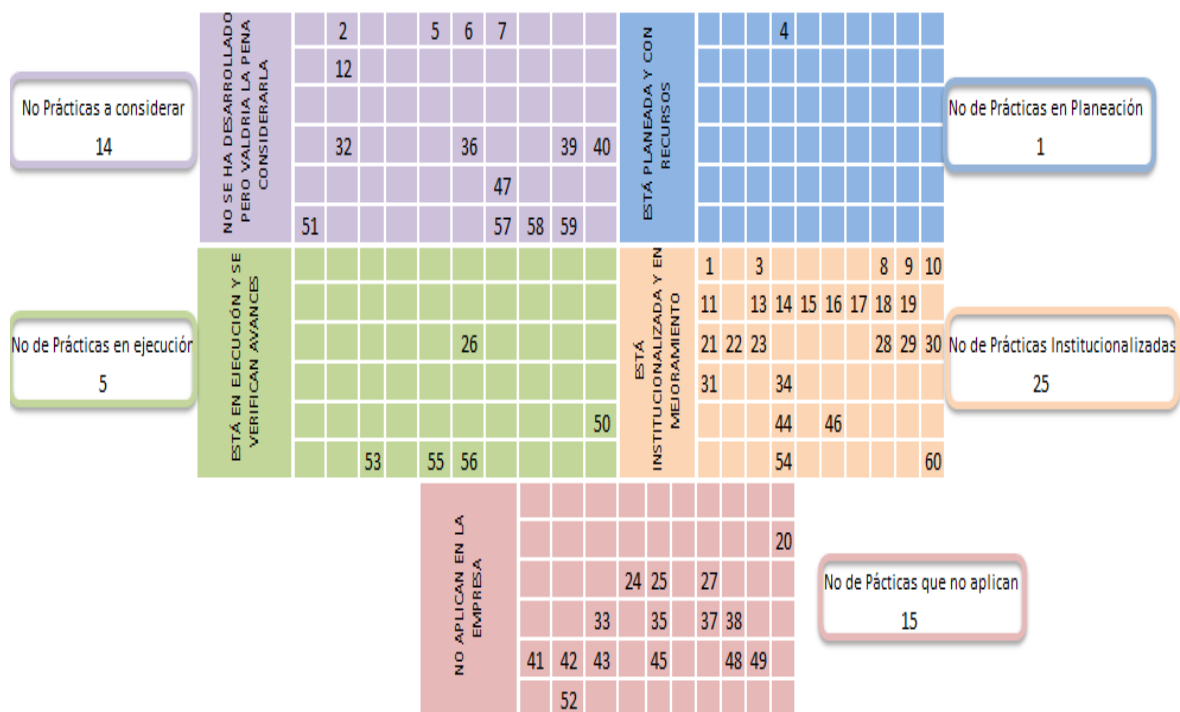 No Prácticas a considerar
14
NO SE HA DESARROLLADO
PERO VALDRIA LA PENA
CONSIDERARLA
2 5 6 7
12
32 36 39 40
47
51 57 58 59
ESTÁ PLANEADA Y CON
RECURSOS
4
No de Prácticas en Planeación
1
No de Prácticas en ejecución
5
ESTÁ EN EJECUCIÓN Y SE
VERIFICAN AVANCES
26
50
53 55 56
ESTÁ
INSTITUCIONALIZADA Y EN
MEJORAMIENTO
1 3 8 9 10
11 13 14 15 16 17 18 19
21 22 23 28 29 30
31 34
44 46
54 60
No de Prácticas Institucionalizadas
25
NO APLICAN EN LA
EMPRESA
20
24 25 27
33 35 37 38
41 42 43 45 48 49
52
No de Pácticas que no aplican
15